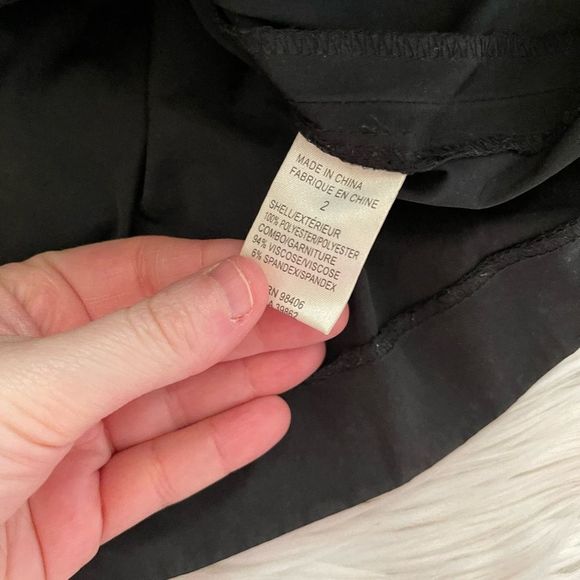 MADE IN CHINA
FABRIQUE EN CHINE
2
SHELL/EXTÉRIEUR
100% POLYESTER/POLYESTER
COMBO/GARNITURE
94% VISCOSE/VISCOSE
6% SPANDEX/SPANDEX
RN 98406
A 39862